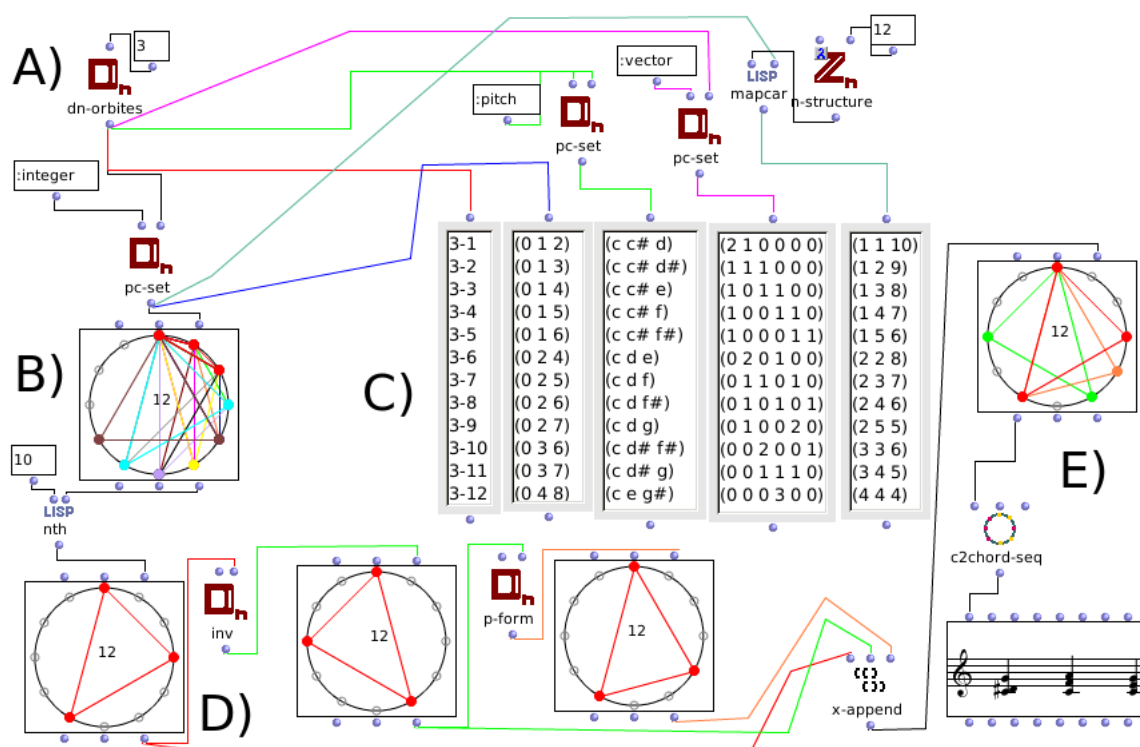 A)
3
dn-orbites
:integer
pc-set
:pitch
pc-set
:vector
pc-set
LISP
mapcar
n-structure
12
B)
12
10
LISP
nth
C)
3-1
3-2
3-3
3-4
3-5
3-6
3-7
3-8
3-9
3-10
3-11
3-12
(0 1 2)
(0 1 3)
(0 1 4)
(0 1 5)
(0 1 6)
(0 2 4)
(0 2 5)
(0 2 6)
(0 2 7)
(0 3 6)
(0 3 7)
(0 4 8)
(c c# d)
(c c# d#)
(c c# e)
(c c# f)
(c c# f#)
(c d e)
(c d f)
(c d f#)
(c d g)
(c d# f#)
(c d# g)
(c e g#)
(2 1 0 0 0 0)
(1 1 1 0 0 0)
(1 0 1 1 0 0)
(1 0 0 1 1 0)
(1 0 0 0 1 1)
(0 2 0 1 0 0)
(0 1 1 0 1 0)
(0 1 0 1 0 1)
(0 1 0 0 2 0)
(0 0 2 0 0 1)
(0 0 1 1 1 0)
(0 0 0 3 0 0)
(1 1 10)
(1 2 9)
(1 3 8)
(1 4 7)
(1 5 6)
(2 2 8)
(2 3 7)
(2 4 6)
(2 5 5)
(3 3 6)
(3 4 5)
(4 4 4)
D)
12
inv
12
p-form
12
x-append
E)
12
c2chord-seq